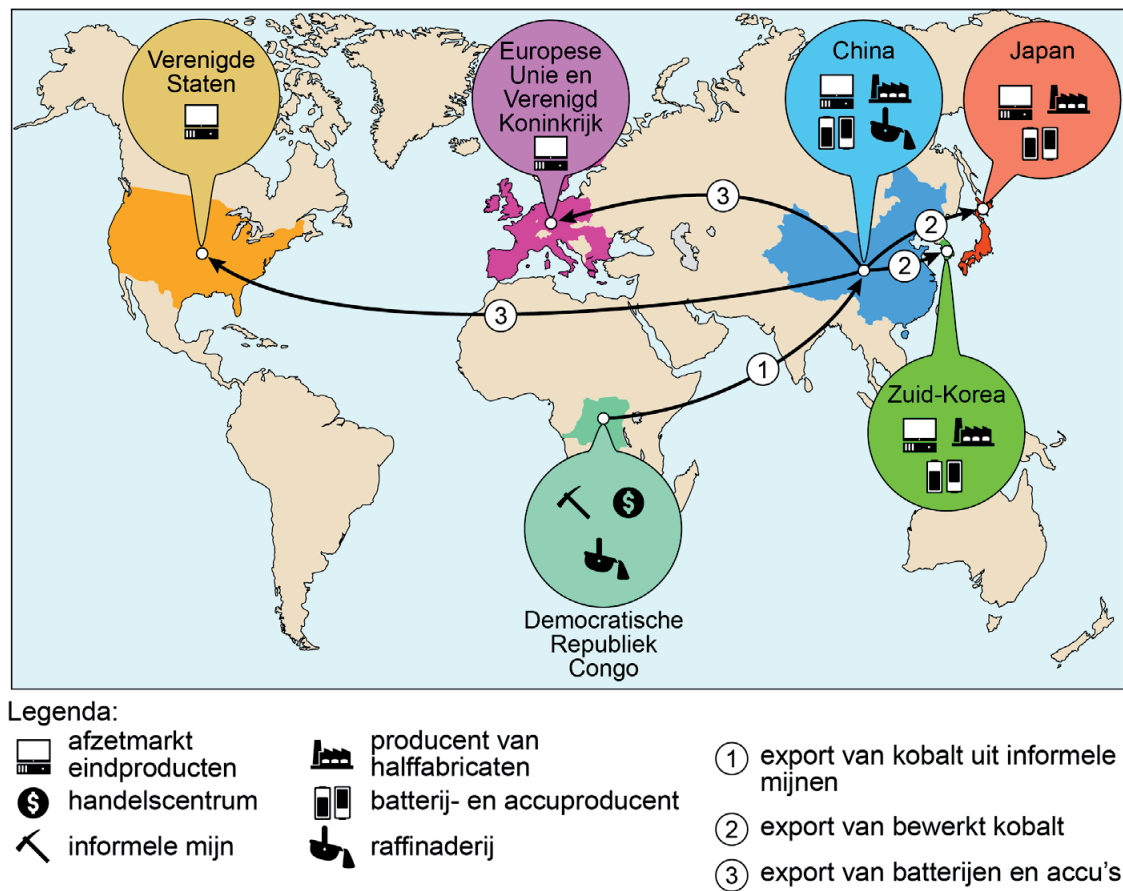 Verenigde
Staten
Europese
Unie en
Verenigd
Koninkrijk
China
Japan
3
2
2
3
1
Zuid-Korea
$
Democratische
Republiek
Congo
Legenda:
afzetmarkt
eindproducten
$ handelscentrum
informele mijn
producent van
halffabricaten
batterij- en accuproducent
raffinaderij
1 export van kobalt uit informele
mijnen
2 export van bewerkt kobalt
3 export van batterijen en accu's